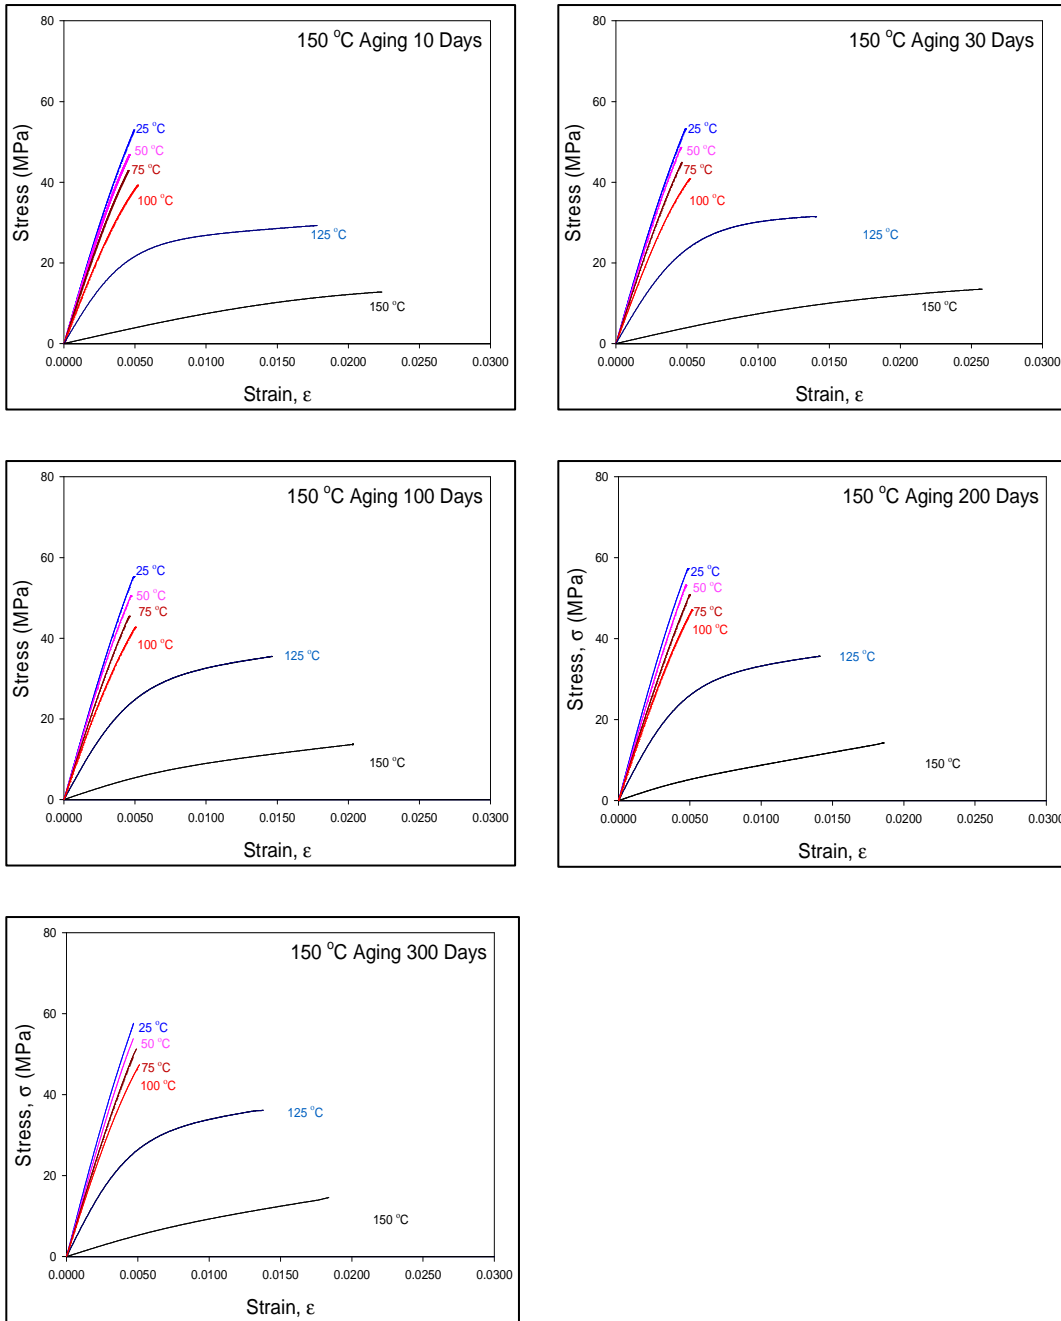 150 °C Aging 10 Days
Stress (MPa)
80
60
40
20
0
25 °C
50 °C
75 °C
100 °C
125 °C
150 °C
0.0000 0.0050 0.0100 0.0150 0.0200 0.0250 0.0300
Strain, ε
150 °C Aging 30 Days
Stress (MPa)
80
60
40
20
0
25 °C
50 °C
75 °C
100 °C
125 °C
150 °C
0.0000 0.0050 0.0100 0.0150 0.0200 0.0250 0.0300
Strain, ε
150 °C Aging 100 Days
Stress (MPa)
80
60
40
20
0
25 °C
50 °C
75 °C
100 °C
125 °C
150 °C
0.0000 0.0050 0.0100 0.0150 0.0200 0.0250 0.0300
Strain, ε
150 °C Aging 200 Days
Stress, σ (MPa)
80
60
40
20
0
25 °C
50 °C
75 °C
100 °C
125 °C
150 °C
0.0000 0.0050 0.0100 0.0150 0.0200 0.0250 0.0300
Strain, ε
150 °C Aging 300 Days
Stress, σ (MPa)
80
60
40
20
0
25 °C
50 °C
75 °C
100 °C
125 °C
150 °C
0.0000 0.0050 0.0100 0.0150 0.0200 0.0250 0.0300
Strain, ε